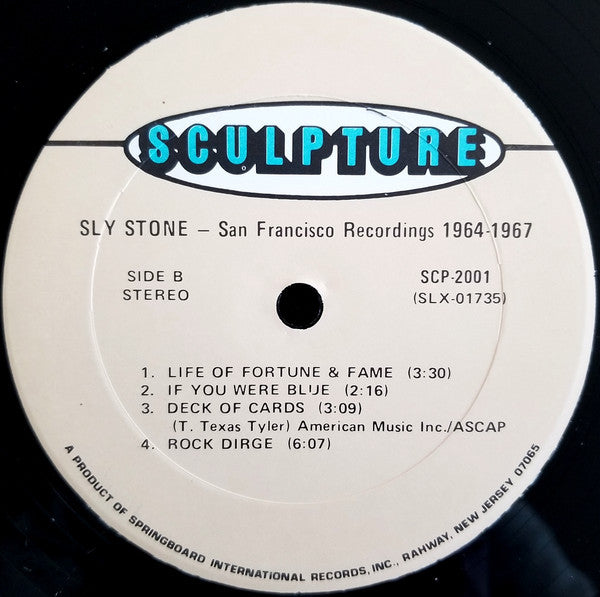 SCULPTURE
SLY STONE – San Francisco Recordings 1964-1967
SIDE B SCP-2001
STEREO (SLX-01735)
1. LIFE OF FORTUNE & FAME (3:30)
2. IF YOU WERE BLUE (2:16)
3. DECK OF CARDS (3:09)
(T. Texas Tyler) American Music Inc./ASCAP
4. ROCK DIRGE (6:07)
A PRODUCT OF SPRINGBOARD INTERNATIONAL RECORDS, INC., RAHWAY, NEW JERSEY 07065